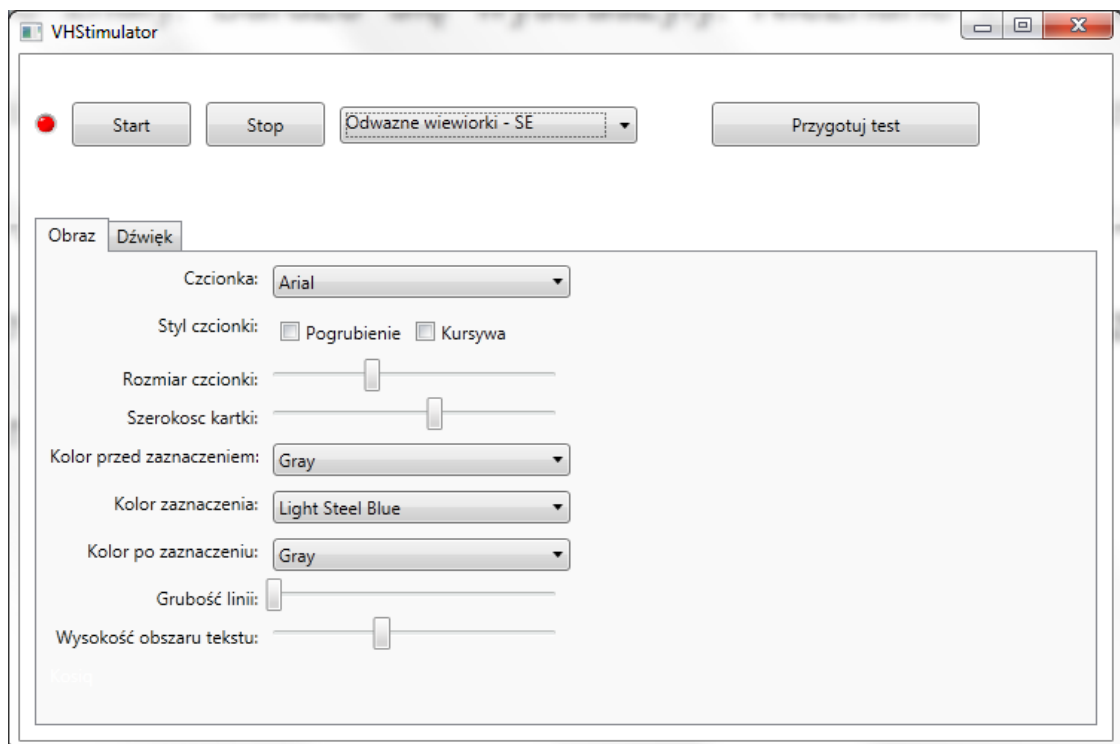 VHStimulator
Start
Stop
Odwazne wiewiorki - SE
Przygotuj test
Obraz
Dźwięk
Czcionka:
Arial
Styl czcionki:
Pogrubienie
Kursywa
Rozmiar czcionki:
Szerokosc kartki:
Kolor przed zaznaczeniem:
Gray
Kolor zaznaczenia:
Light Steel Blue
Kolor po zaznaczeniu:
Gray
Grubość linii:
Wysokość obszaru tekstu: